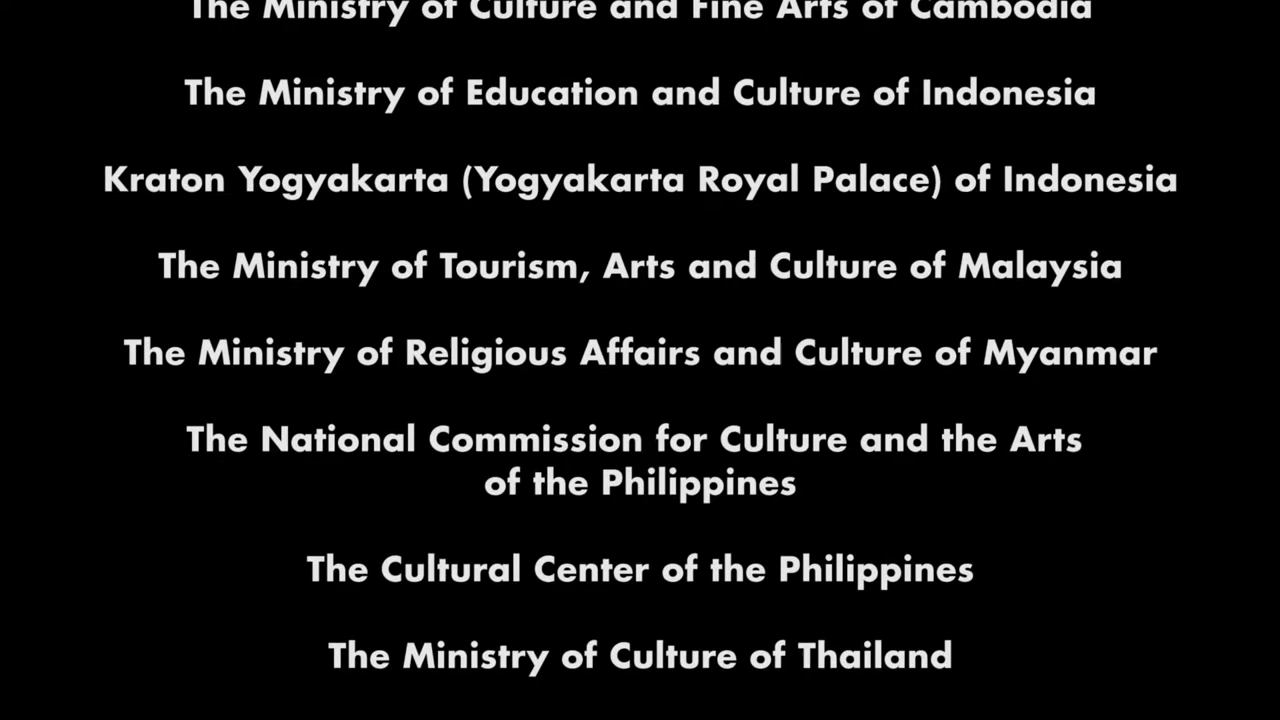 The Ministry of Culture and Fine Arts of Cambodia
The Ministry of Education and Culture of Indonesia
Kraton Yogyakarta (Yogyakarta Royal Palace) of Indonesia
The Ministry of Tourism, Arts and Culture of Malaysia
The Ministry of Religious Affairs and Culture of Myanmar
The National Commission for Culture and the Arts
of the Philippines
The Cultural Center of the Philippines
The Ministry of Culture of Thailand